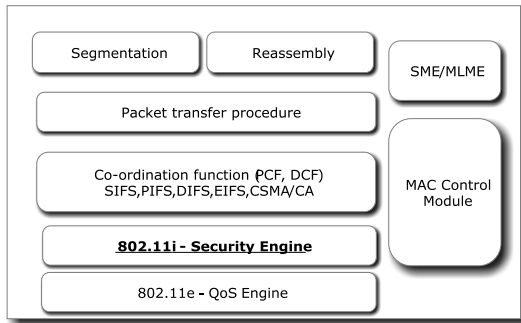 Segmentation
Reassembly
SME/MLME
Packet transfer procedure
Co-ordination function (PCF, DCF)
SIFS,PIFS,DIFS,EIFS,CSMA/CA
MAC Control
Module
802.11i - Security Engine
802.11e - QoS Engine